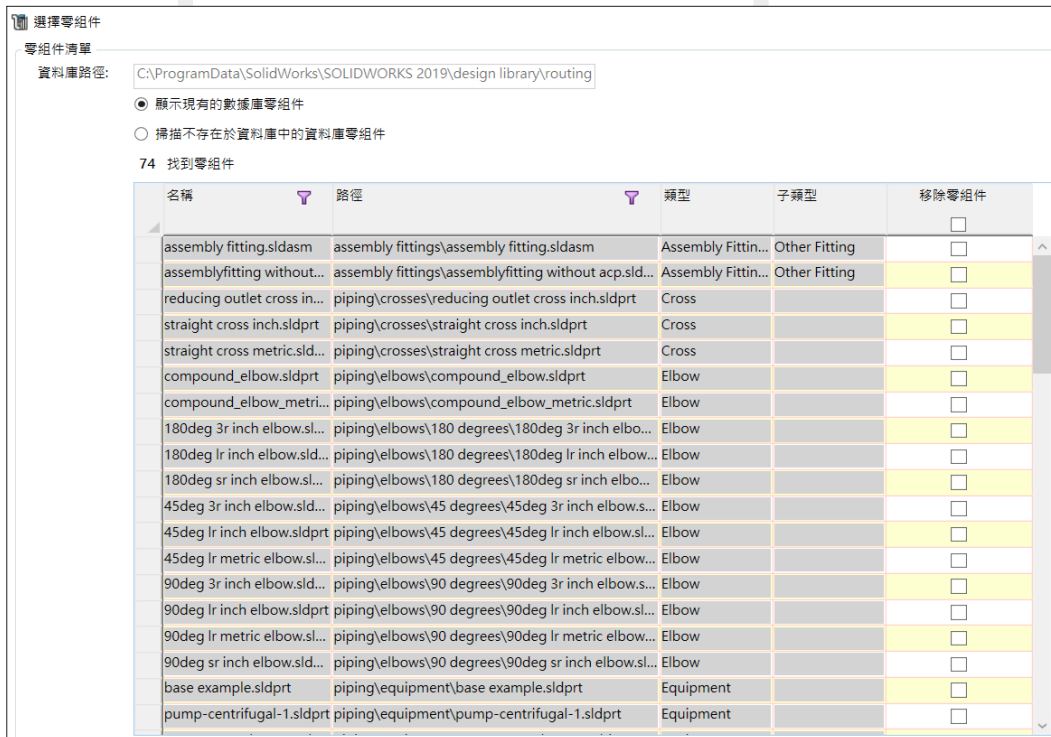 選擇零組件
零組件清單
資料庫路徑: C:\ProgramData\SolidWorks\SOLIDWORKS 2019\design library\routing
顯示現有的數據庫零組件
掃描不存在於資料庫中的資料庫零組件
74 找到零組件
名稱 路徑 類型 子類型 移除零組件
assembly fitting.sldasm assembly fittings\assembly fitting.sldasm Assembly Fittin... Other Fitting
assemblyfitting without... assembly fittings\assemblyfitting without acp.sld... Assembly Fittin... Other Fitting
reducing outlet cross in... piping\crosses\reducing outlet cross inch.sldprt Cross
straight cross inch.sldprt piping\crosses\straight cross inch.sldprt Cross
straight cross metric.sld... piping\crosses\straight cross metric.sldprt Cross
compound_elbow.sldprt piping\elbows\compound_elbow.sldprt Elbow
compound_elbow_metri... piping\elbows\compound_elbow_metric.sldprt Elbow
180deg 3r inch elbow.sl... piping\elbows\180 degrees\180deg 3r inch elbo... Elbow
180deg lr inch elbow.sld... piping\elbows\180 degrees\180deg lr inch elbow... Elbow
180deg sr inch elbow.sl... piping\elbows\180 degrees\180deg sr inch elbo... Elbow
45deg 3r inch elbow.sld... piping\elbows\45 degrees\45deg 3r inch elbow.s... Elbow
45deg lr inch elbow.sldprt piping\elbows\45 degrees\45deg lr inch elbow.sl... Elbow
45deg lr metric elbow.sl... piping\elbows\45 degrees\45deg lr metric elbow... Elbow
90deg 3r inch elbow.sld... piping\elbows\90 degrees\90deg 3r inch elbow.s... Elbow
90deg lr inch elbow.sldprt piping\elbows\90 degrees\90deg lr inch elbow.sl... Elbow
90deg lr metric elbow.sl... piping\elbows\90 degrees\90deg lr metric elbow... Elbow
90deg sr inch elbow.sld... piping\elbows\90 degrees\90deg sr inch elbow.sl... Elbow
base example.sldprt piping\equipment\base example.sldprt Equipment
pump-centrifugal-1.sldprt piping\equipment\pump-centrifugal-1.sldprt Equipment